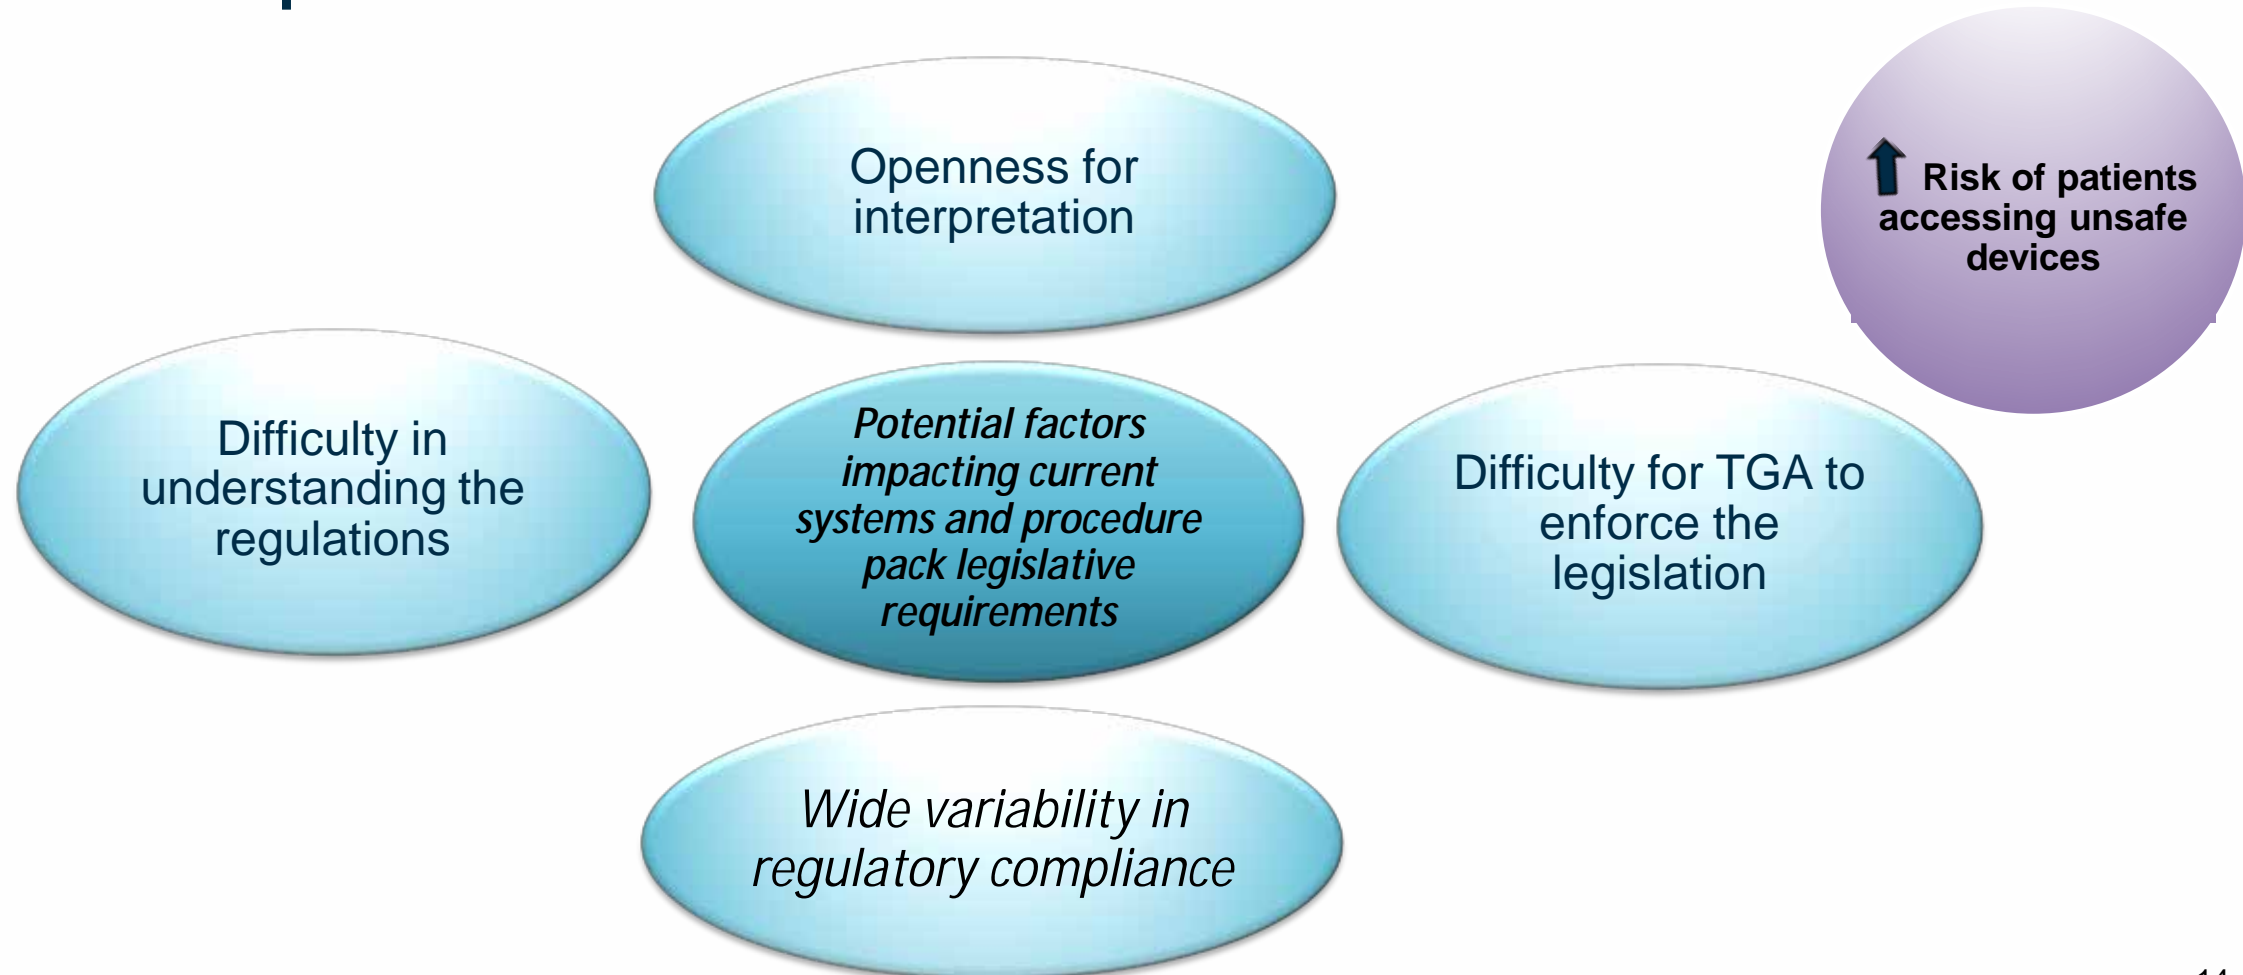 Openness for
interpretation
Risk of patients
accessing unsafe
devices
Difficulty in
understanding the
regulations
Potential factors
impacting current
systems and procedure
pack legislative
requirements
Difficulty for TGA to
enforce the
legislation
Wide variability in
regulatory compliance